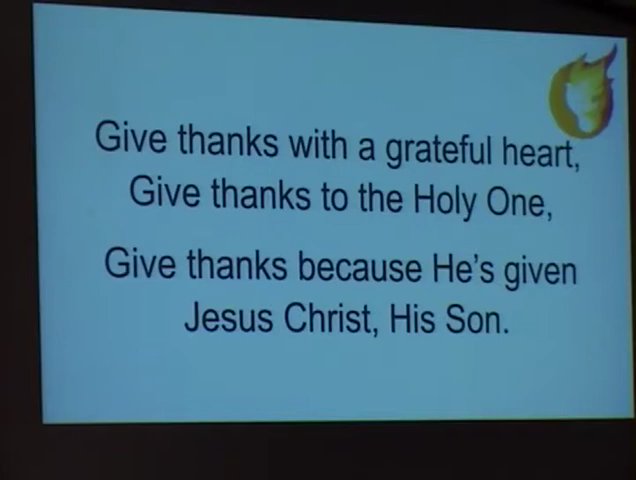 Give thanks with a grateful heart,
Give thanks to the Holy One,
Give thanks because He's given
Jesus Christ, His Son.